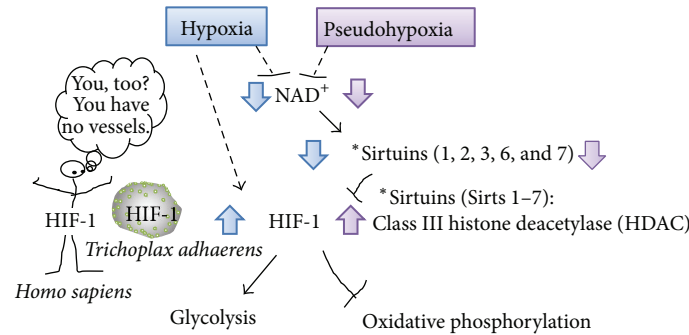 Hypoxia
Pseudohypoxia
You, too?
You have
no vessels.
NAD⁺
*Sirtuins (1, 2, 3, 6, and 7)
*Sirtuins (Sirts 1–7):
Class III histone deacetylase (HDAC)
HIF-1
HIF-1
HIF-1
Trichoplax adhaerens
Homo sapiens
Glycolysis
Oxidative phosphorylation